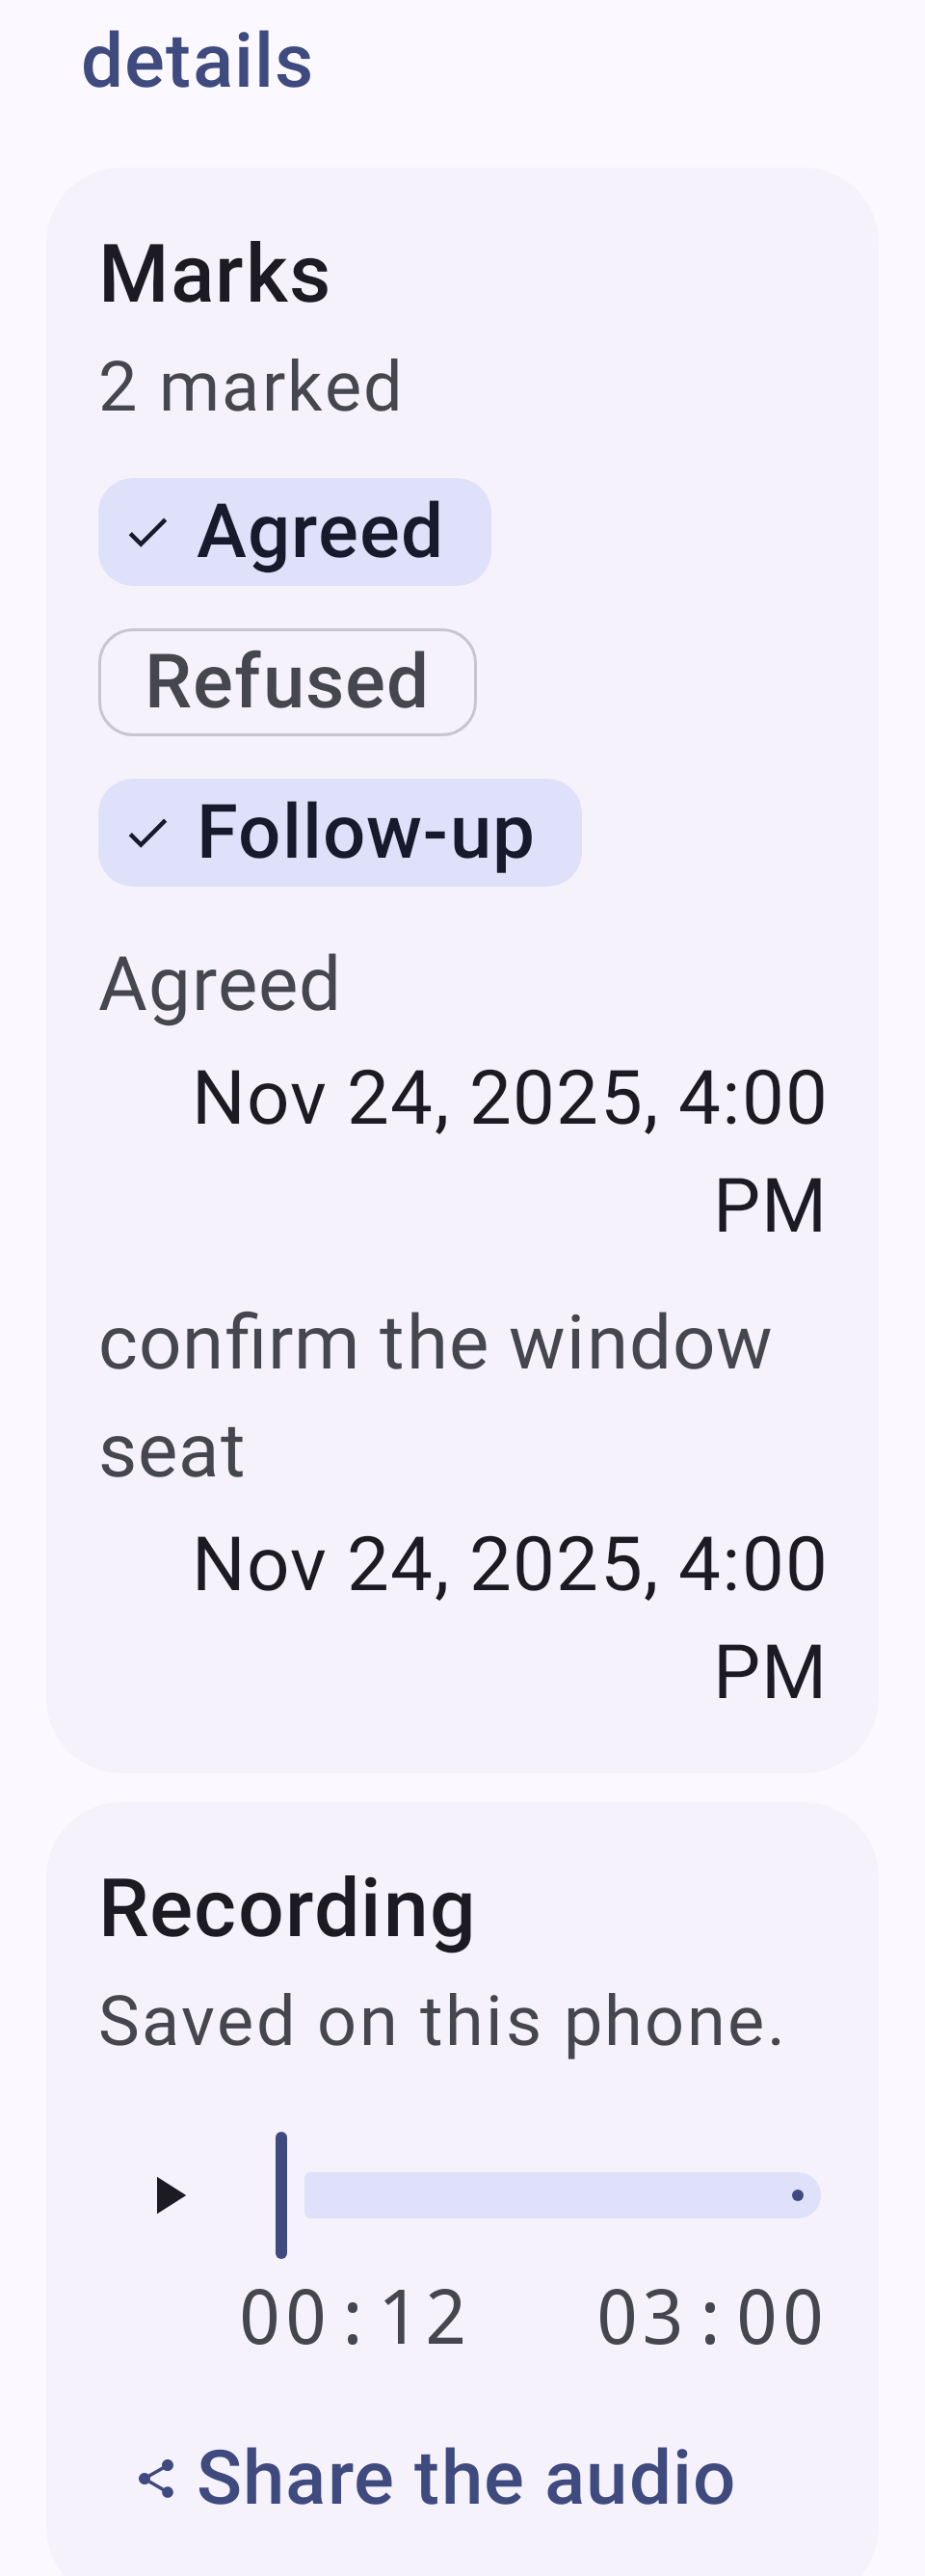 details
Marks
2 marked
Agreed
Refused
Follow-up
Agreed
Nov 24, 2025, 4:00
PM
confirm the window
seat
Nov 24, 2025, 4:00
PM
Recording
Saved on this phone.
00:12 03:00
Share the audio